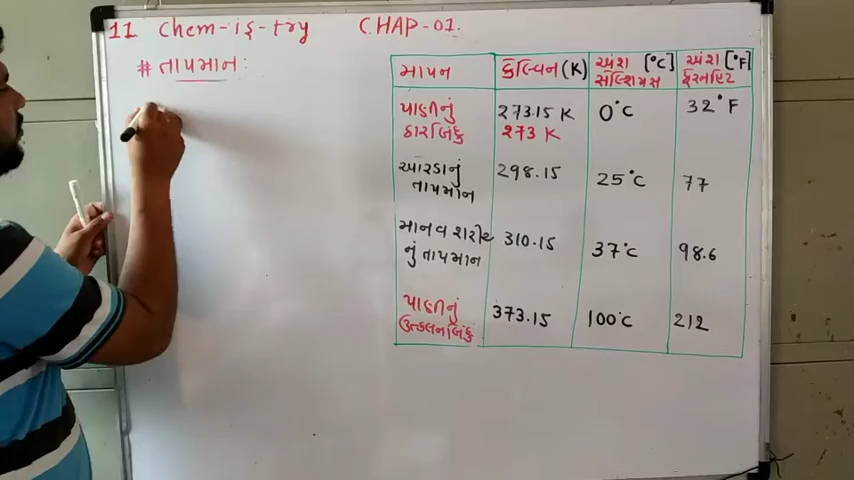 11 Chem-is-try CHAP-01.
# તાપમાન:
માપન કેલ્વિન (K) અંશ [°C] સેલ્શિયસ અંશ [°F] ફેરનહિટ
પાણીનું 273.15 K 0°C 32°F
ઠારબિંદુ 273 K
ઓરડાનું 298.15 25°C 77
તાપમાન
માનવ શરીર 310.15 37°C 98.6
નું તાપમાન
પાણીનું 373.15 100°C 212
ઉત્કલનબિંદુ